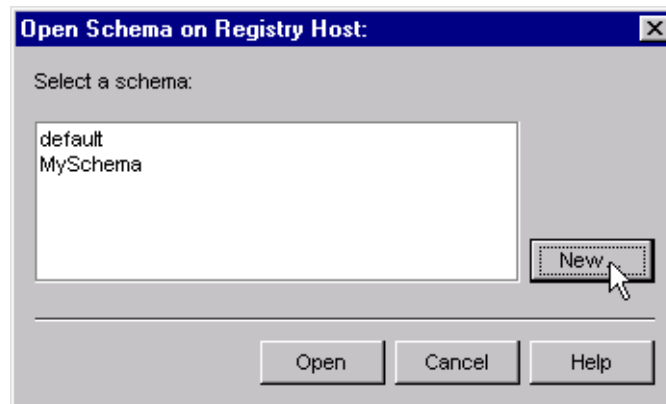 Open Schema on Registry Host:
Select a schema:
default
MySchema
New...
Open Cancel Help